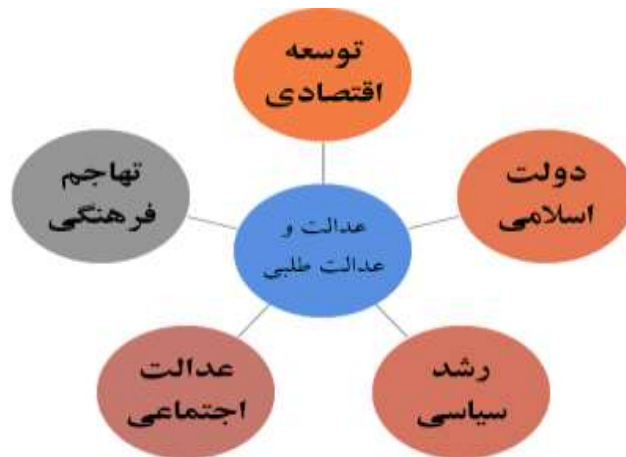 توسعه
اقتصادی
دولت
اسلامی
تهاجم
فرهنگی
عدالت و
عدالت طلبی
رشد
سیاسی
عدالت
اجتماعی